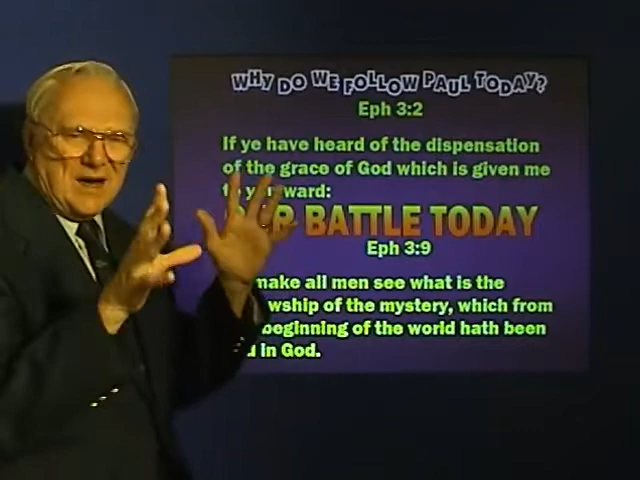 WHY DO WE FOLLOW PAUL TODAY?
Eph 3:2
If ye have heard of the dispensation
of the grace of God which is given me
ward:
BATTLE TODAY
Eph 3:9
make all men see what is the
wship of the mystery, which from
beginning of the world hath been
in God.